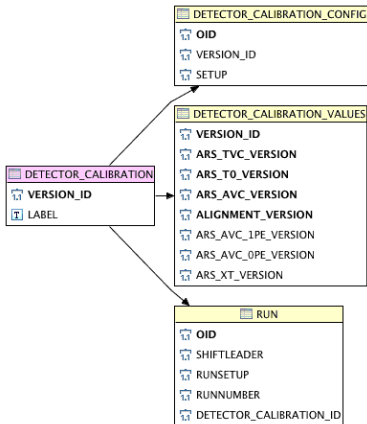 DETECTOR_CALIBRATION_CONFIG
OID
VERSION_ID
SETUP
DETECTOR_CALIBRATION_VALUES
VERSION_ID
ARS_TVC_VERSION
ARS_T0_VERSION
ARS_AVC_VERSION
ALIGNMENT_VERSION
ARS_AVC_1PE_VERSION
ARS_AVC_0PE_VERSION
ARS_XT_VERSION
DETECTOR_CALIBRATION
VERSION_ID
LABEL
RUN
OID
SHIFTLEADER
RUNSETUP
RUNNUMBER
DETECTOR_CALIBRATION_ID